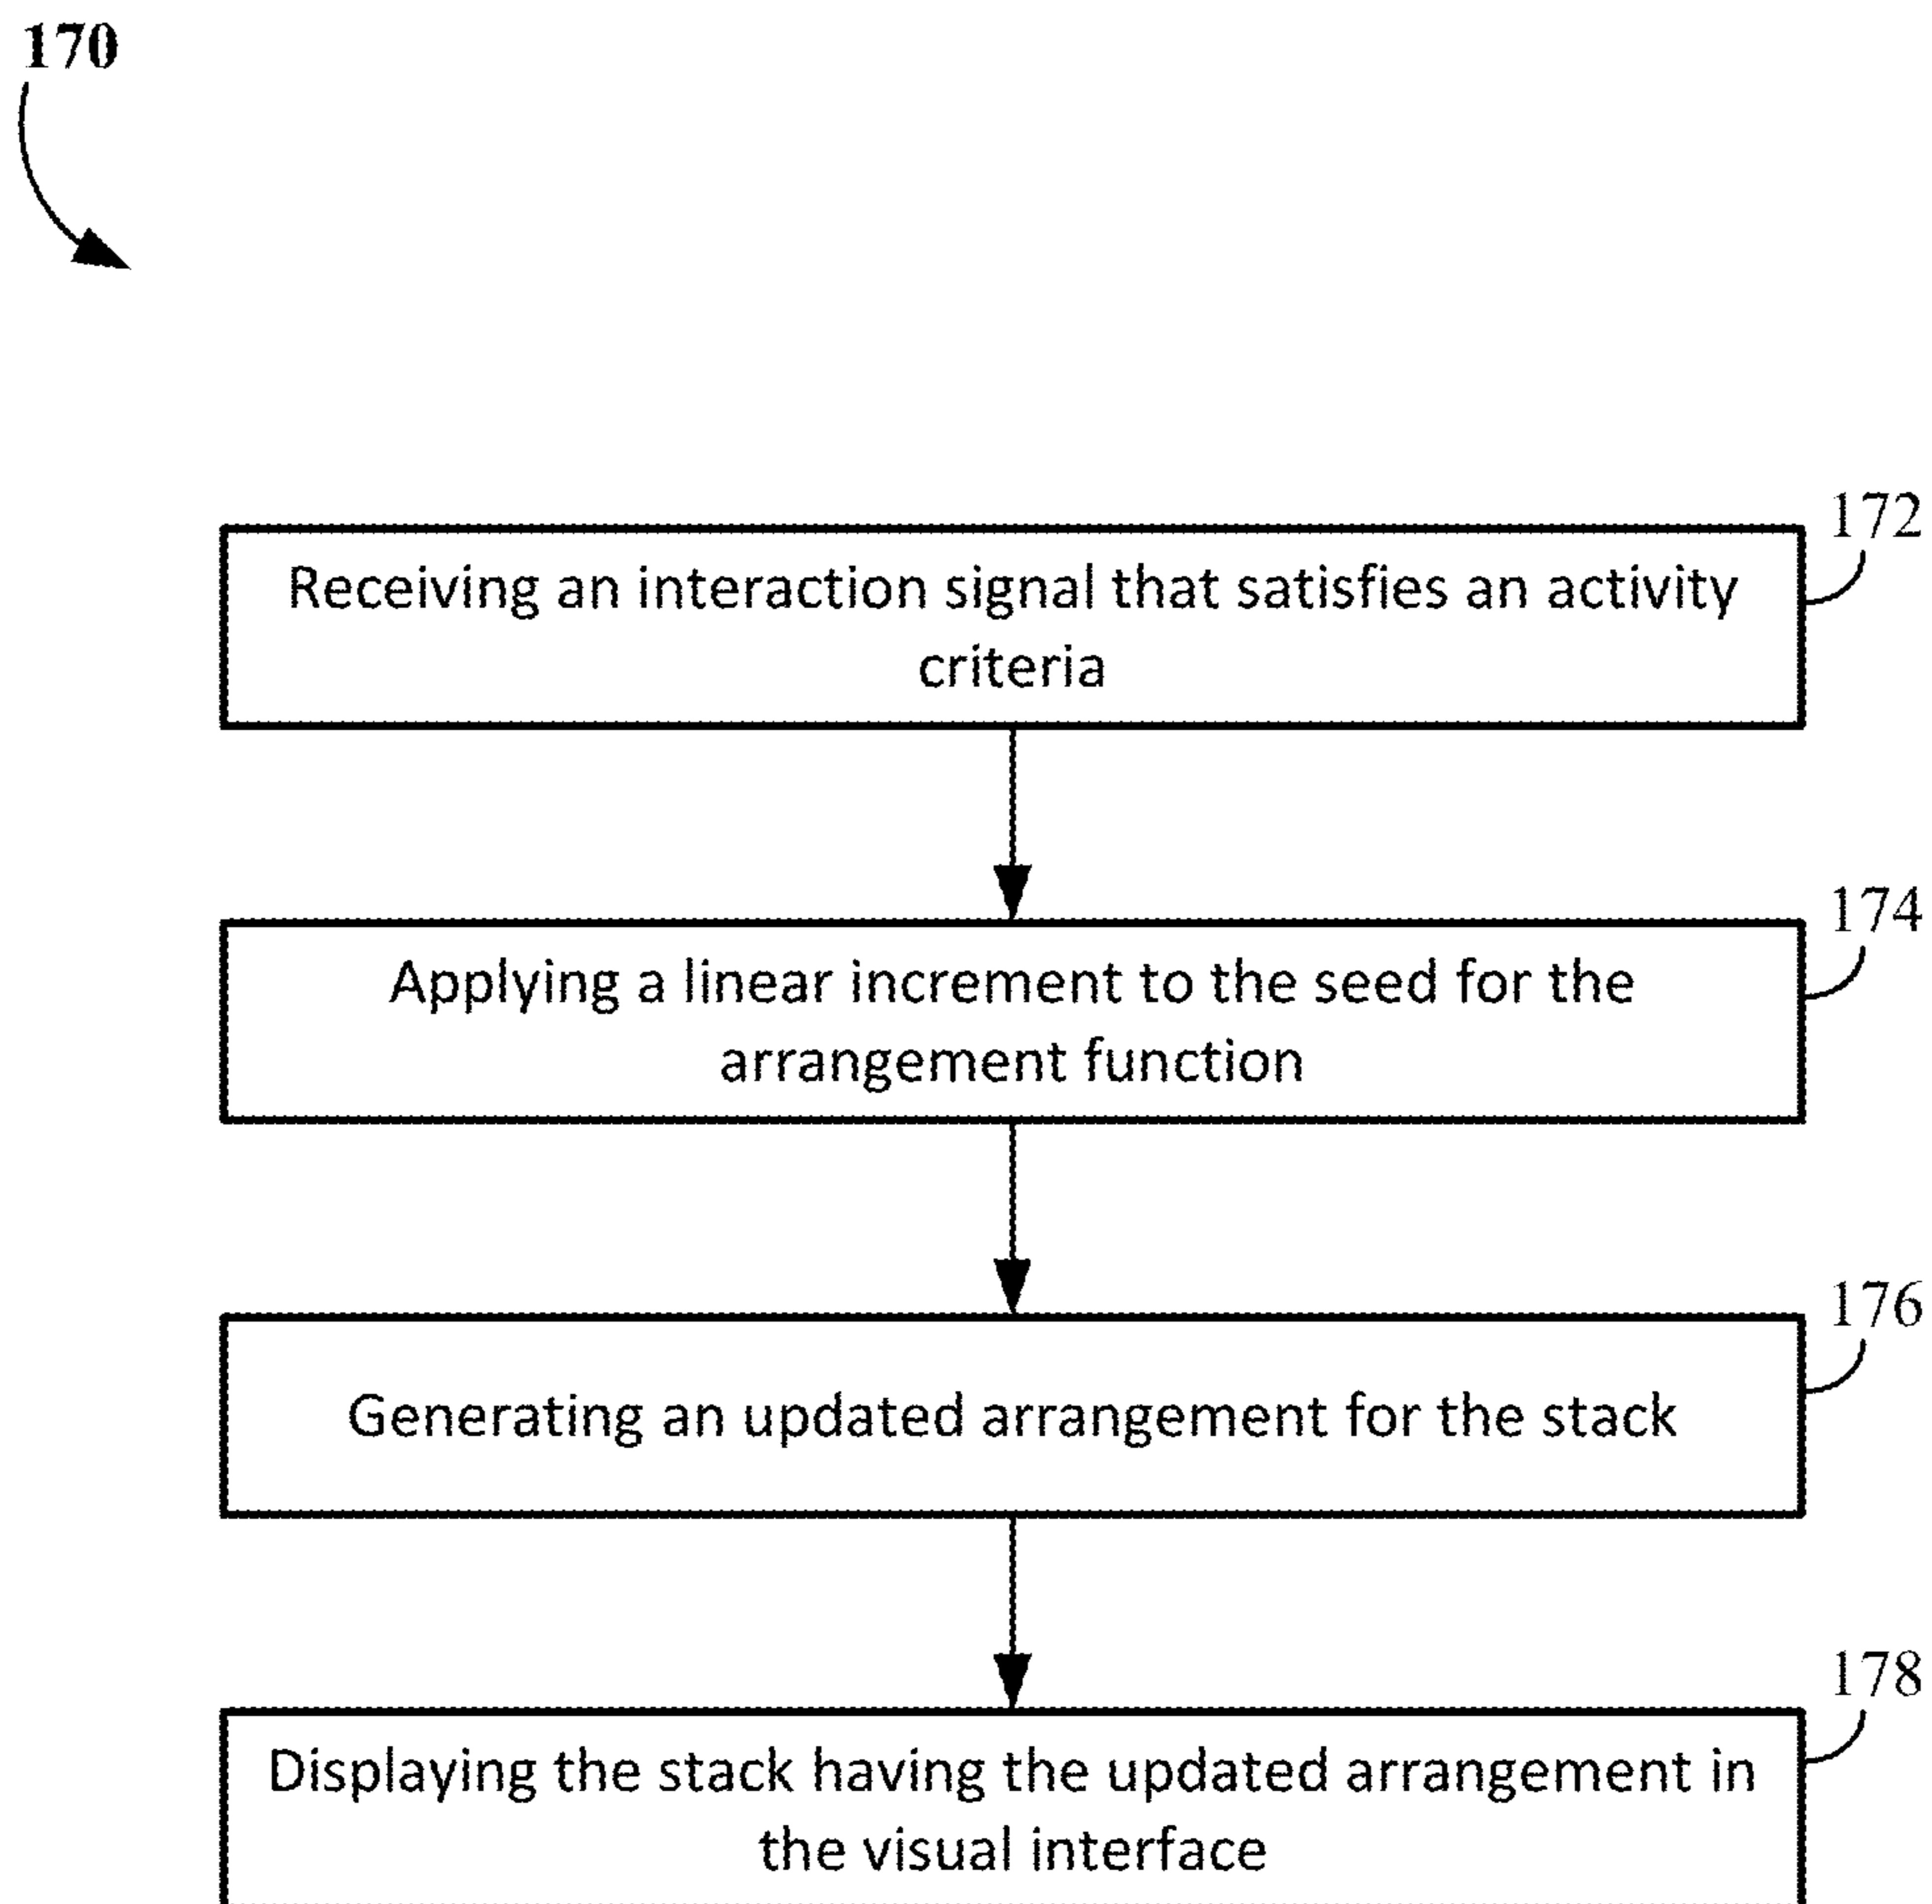 170
172
Receiving an interaction signal that satisfies an activity
criteria
174
Applying a linear increment to the seed for the
arrangement function
176
Generating an updated arrangement for the stack
178
Displaying the stack having the updated arrangement in
the visual interface